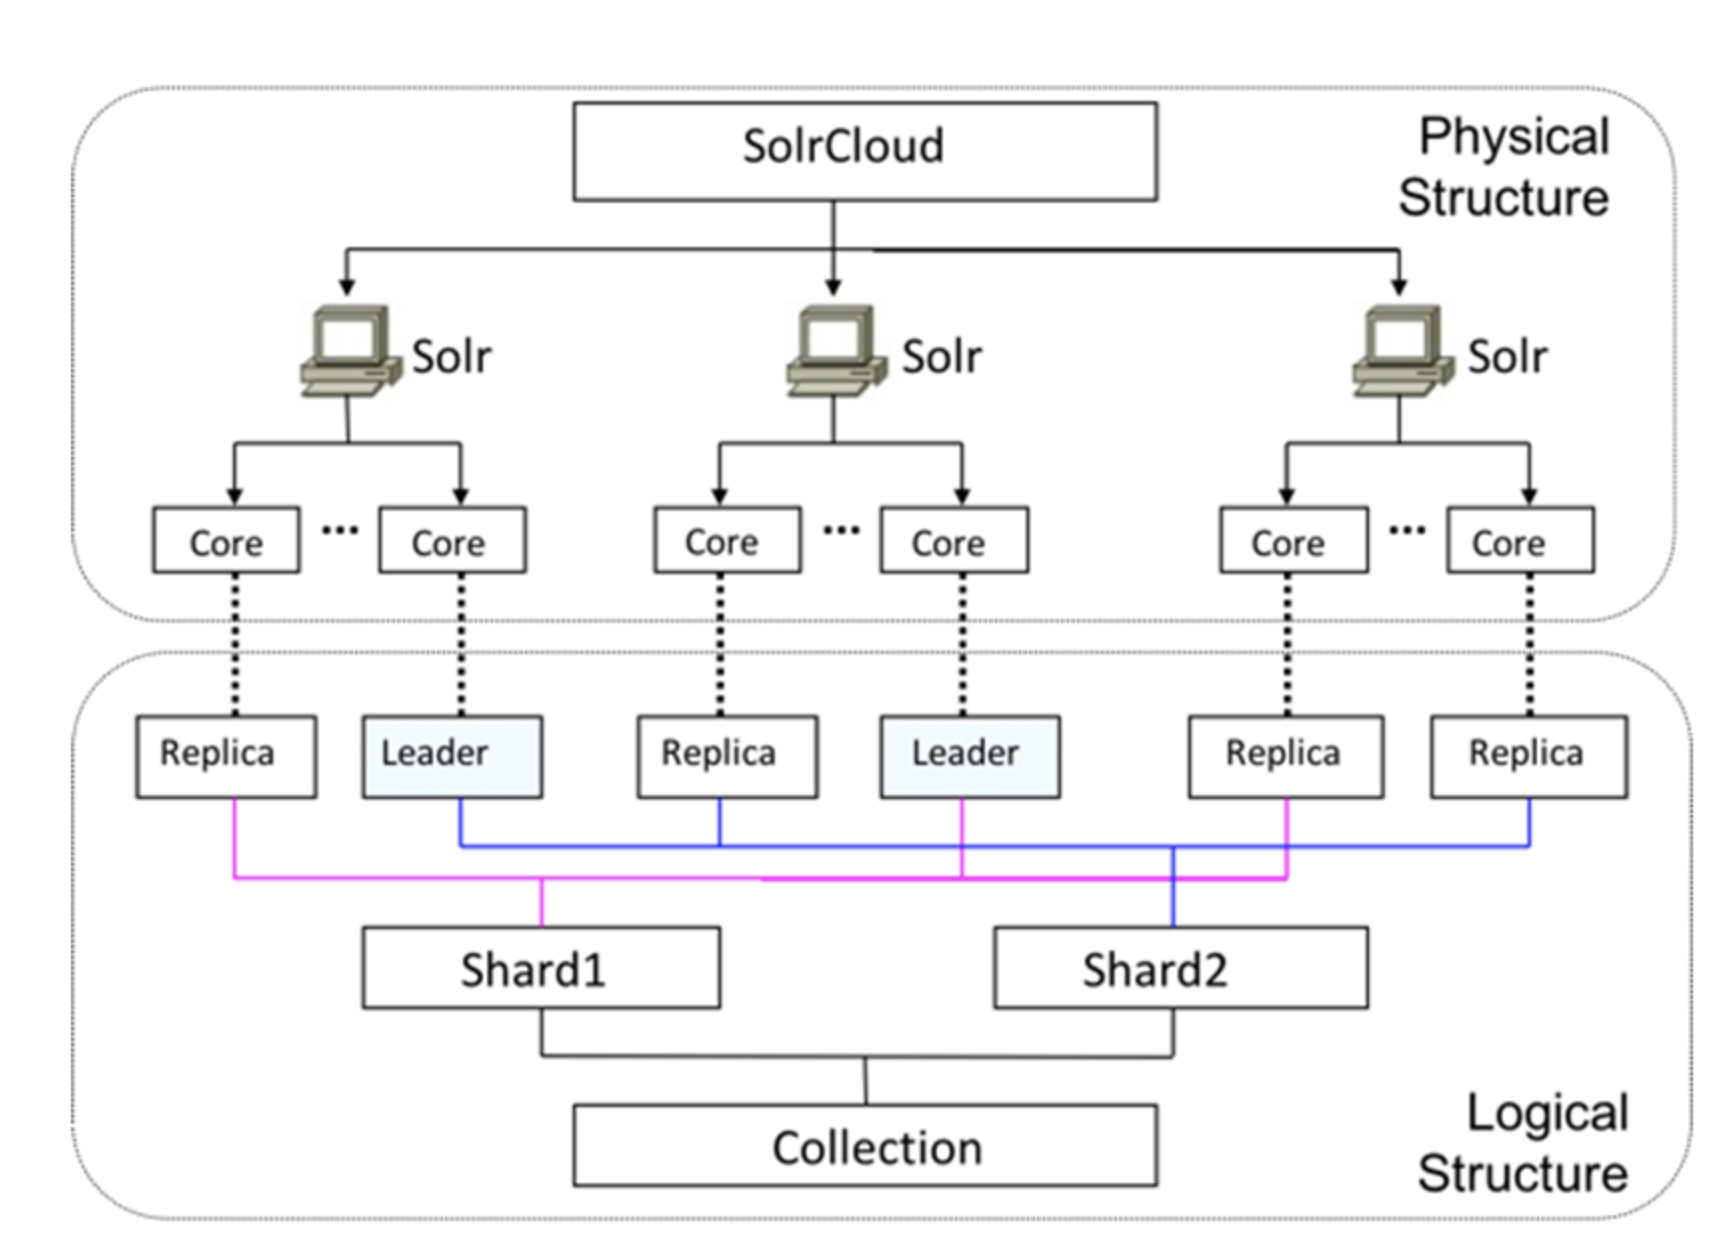 SolrCloud
Physical
Structure
Solr
Solr
Solr
Core
...
Core
Core
...
Core
Core
...
Core
Replica
Leader
Replica
Leader
Replica
Replica
Shard1
Shard2
Collection
Logical
Structure